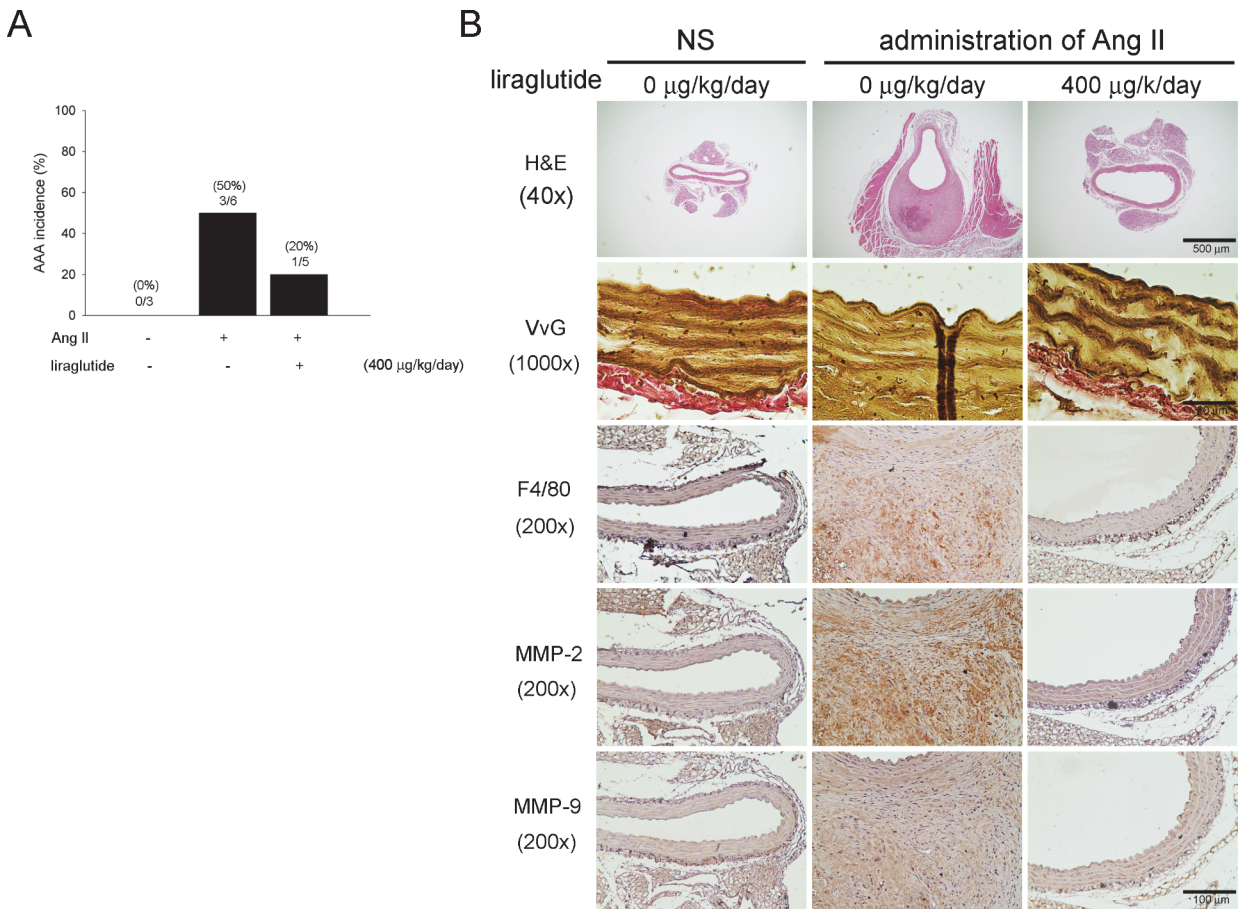 A
100
80
60
40
20
0
AAA incidence (%)
(0%)
0/3
(50%)
3/6
(20%)
1/5
Ang II - + +
liraglutide - - + (400 μg/kg/day)
B
NS administration of Ang II
liraglutide 0 μg/kg/day 0 μg/kg/day 400 μg/k/day
H&E
(40x)
500 μm
VvG
(1000x)
20 μm
F4/80
(200x)
MMP-2
(200x)
MMP-9
(200x)
100 μm